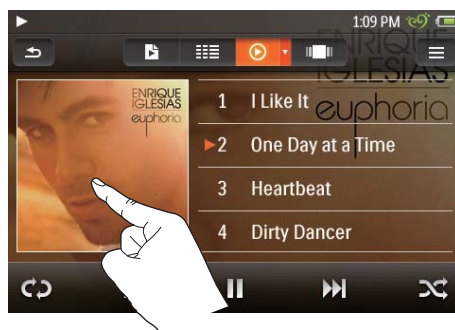 1:09 PM
ENRIQUE
IGLESIAS
euphoria
ENRIQUE
IGLESIAS
euphoria
1 I Like It
2 One Day at a Time
3 Heartbeat
4 Dirty Dancer